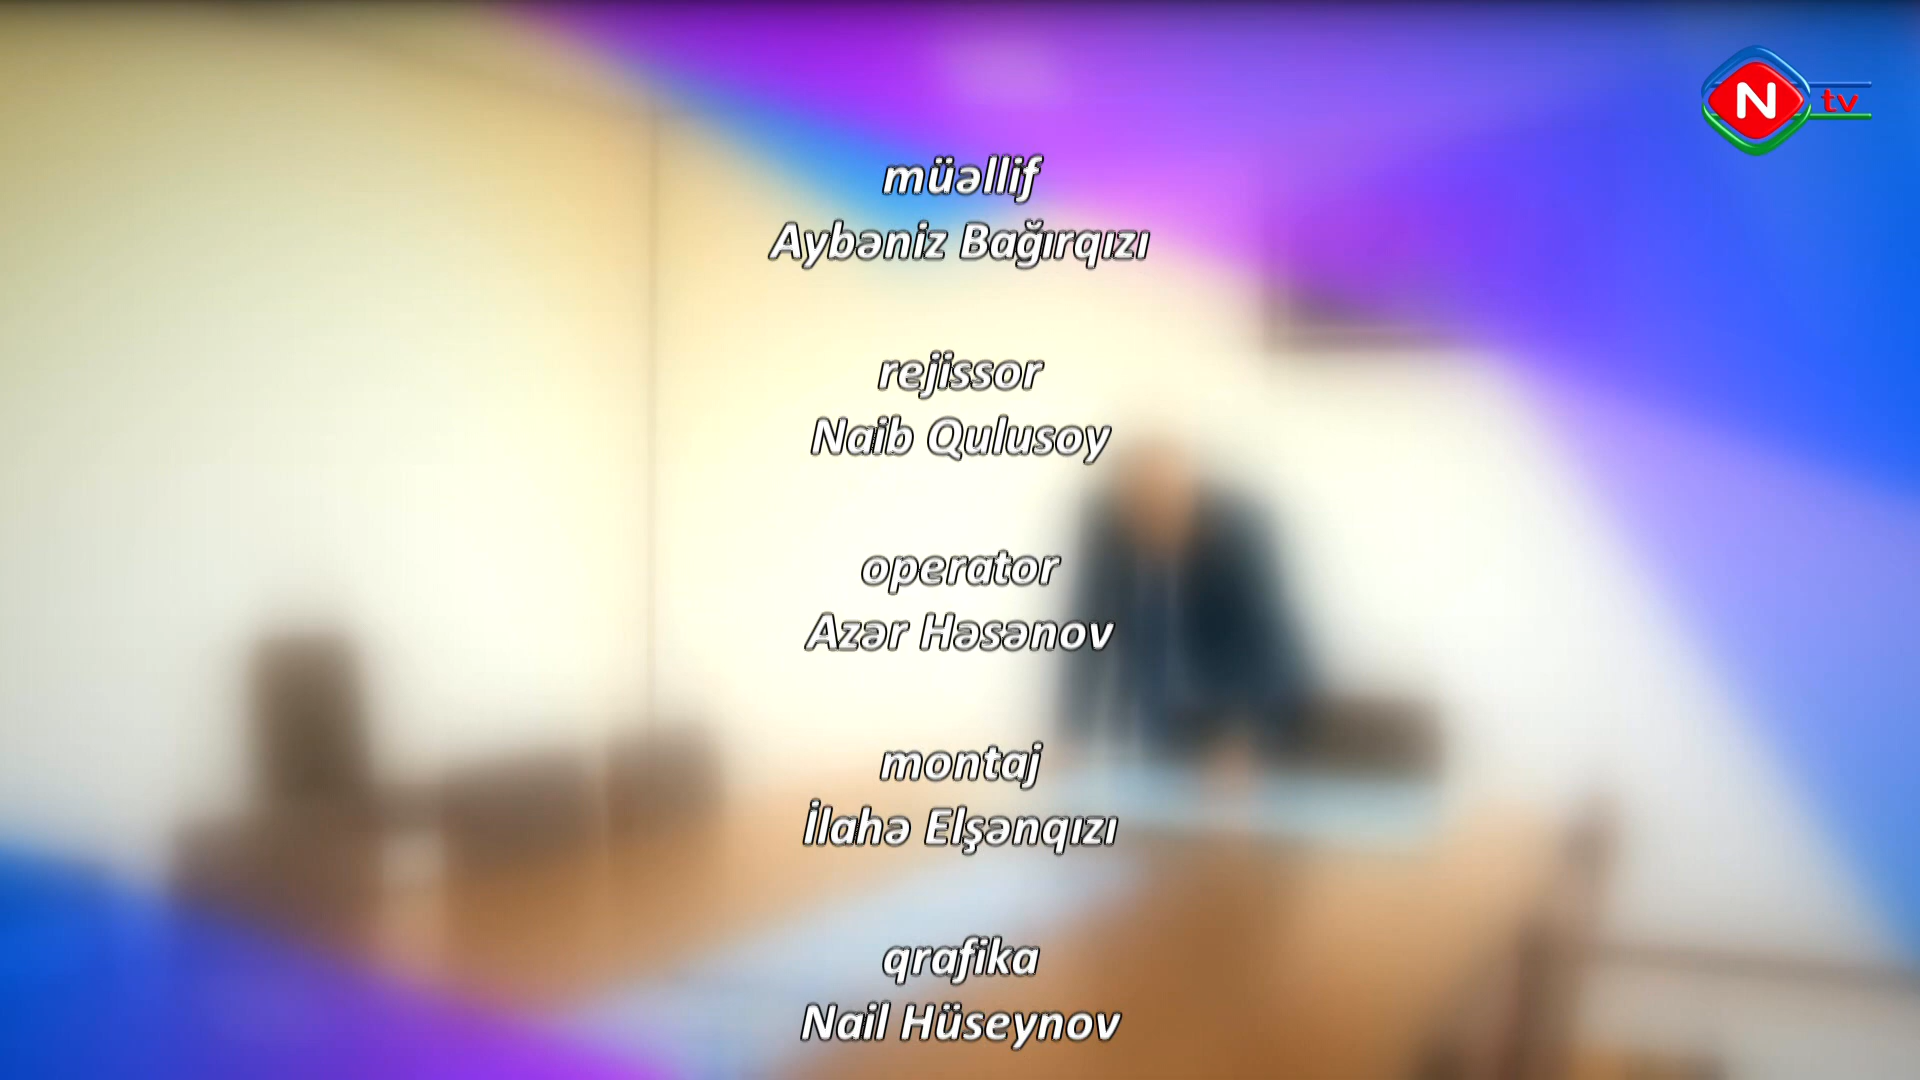 N tv
müəllif
Aybəniz Bağırqızı
rejissor
Naib Qulusoy
operator
Azər Həsənov
montaj
İlahə Elşənqızı
qrafika
Nail Hüseynov